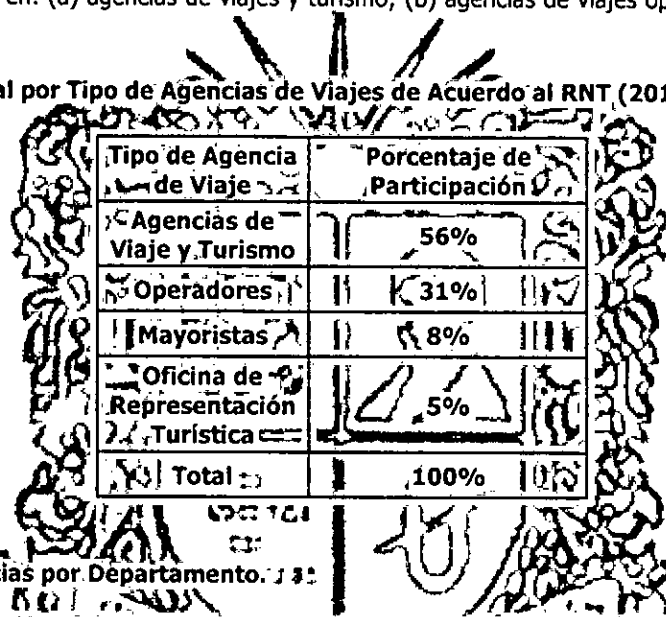 en: (a) agencias de viajes y turismo, (b) agencias de viajes op
al por Tipo de Agencias de Viajes de Acuerdo al RNT (201
Tipo de Agencia
de Viaje
Porcentaje de
Participación
Agencias de
Viaje y Turismo
56%
Operadores
31%
Mayoristas
8%
Oficina de
Representación
Turística
5%
Total
100%
cias por Departamento.